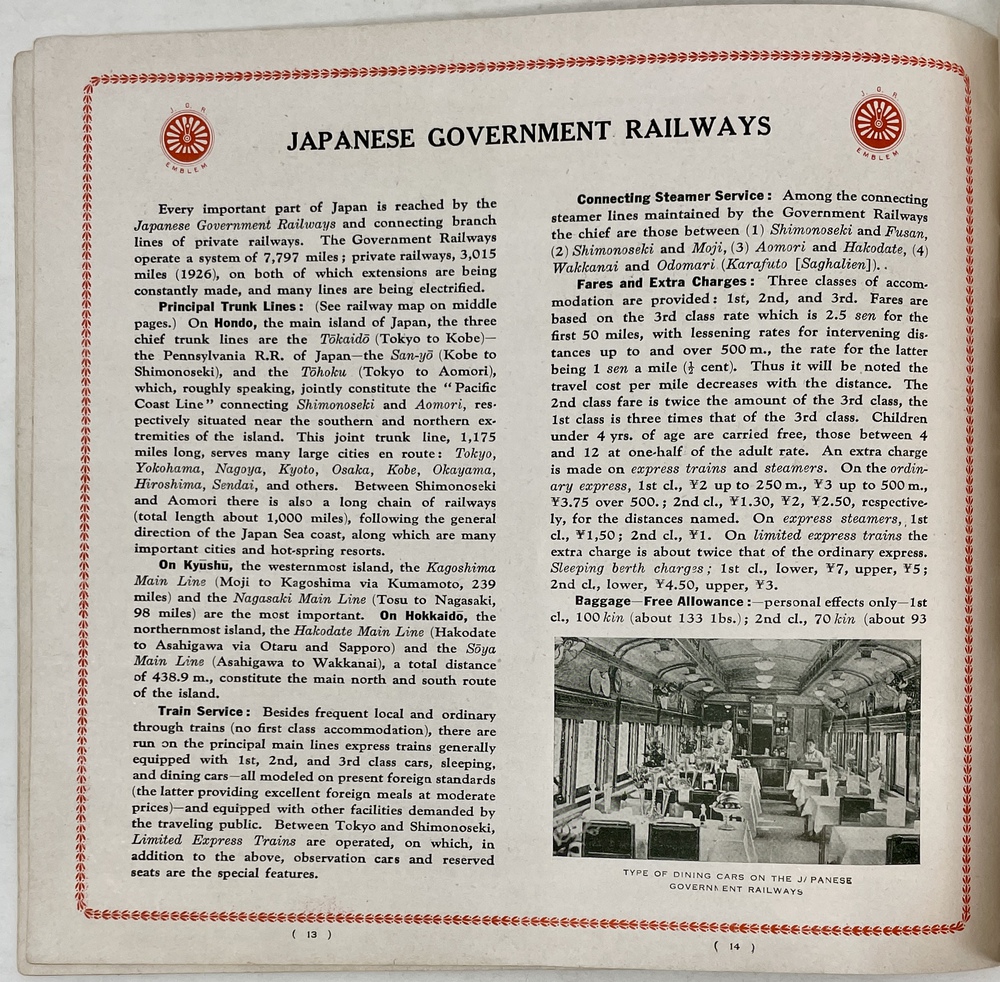 J. G. R.
EMBLEM
JAPANESE GOVERNMENT RAILWAYS
J. G. R.
EMBLEM
Every important part of Japan is reached by the
Japanese Government Railways and connecting branch
lines of private railways. The Government Railways
operate a system of 7,797 miles; private railways, 3,015
miles (1926), on both of which extensions are being
constantly made, and many lines are being electrified.
Principal Trunk Lines: (See railway map on middle
pages.) On Hondo, the main island of Japan, the three
chief trunk lines are the Tōkaidō (Tokyo to Kobe)—
the Pennsylvania R.R. of Japan—the San-yō (Kobe to
Shimonoseki), and the Tōhoku (Tokyo to Aomori),
which, roughly speaking, jointly constitute the "Pacific
Coast Line" connecting Shimonoseki and Aomori, res-
pectively situated near the southern and northern ex-
tremities of the island. This joint trunk line, 1,175
miles long, serves many large cities en route: Tokyo,
Yokohama, Nagoya, Kyoto, Osaka, Kobe, Okayama,
Hiroshima, Sendai, and others. Between Shimonoseki
and Aomori there is also a long chain of railways
(total length about 1,000 miles), following the general
direction of the Japan Sea coast, along which are many
important cities and hot-spring resorts.
On Kyūshū, the westernmost island, the Kagoshima
Main Line (Moji to Kagoshima via Kumamoto, 239
miles) and the Nagasaki Main Line (Tosu to Nagasaki,
98 miles) are the most important. On Hokkaidō, the
northernmost island, the Hakodate Main Line (Hakodate
to Asahigawa via Otaru and Sapporo) and the Sōya
Main Line (Asahigawa to Wakkanai), a total distance
of 438.9 m., constitute the main north and south route
of the island.
Train Service: Besides frequent local and ordinary
through trains (no first class accommodation), there are
run on the principal main lines express trains generally
equipped with 1st, 2nd, and 3rd class cars, sleeping,
and dining cars—all modeled on present foreign standards
(the latter providing excellent foreign meals at moderate
prices)—and equipped with other facilities demanded by
the traveling public. Between Tokyo and Shimonoseki,
Limited Express Trains are operated, on which, in
addition to the above, observation cars and reserved
seats are the special features.
( 13 )
Connecting Steamer Service: Among the connecting
steamer lines maintained by the Government Railways
the chief are those between (1) Shimonoseki and Fusan,
(2) Shimonoseki and Moji, (3) Aomori and Hakodate, (4)
Wakkanai and Odomari (Karafuto [Saghalien])..
Fares and Extra Charges: Three classes of accom-
modation are provided: 1st, 2nd, and 3rd. Fares are
based on the 3rd class rate which is 2.5 sen for the
first 50 miles, with lessening rates for intervening dis-
tances up to and over 500 m., the rate for the latter
being 1 sen a mile (½ cent). Thus it will be noted the
travel cost per mile decreases with the distance. The
2nd class fare is twice the amount of the 3rd class, the
1st class is three times that of the 3rd class. Children
under 4 yrs. of age are carried free, those between 4
and 12 at one-half of the adult rate. An extra charge
is made on express trains and steamers. On the ordin-
ary express, 1st cl., ¥2 up to 250 m., ¥3 up to 500 m.,
¥3.75 over 500.; 2nd cl., ¥1.30, ¥2, ¥2.50, respective-
ly, for the distances named. On express steamers, 1st
cl., ¥1,50; 2nd cl., ¥1. On limited express trains the
extra charge is about twice that of the ordinary express.
Sleeping berth charges; 1st cl., lower, ¥7, upper, ¥5;
2nd cl., lower, ¥4.50, upper, ¥3.
Baggage—Free Allowance:—personal effects only—1st
cl., 100 kin (about 133 lbs.); 2nd cl., 70 kin (about 93
TYPE OF DINING CARS ON THE JAPANESE
GOVERNMENT RAILWAYS
( 14 )